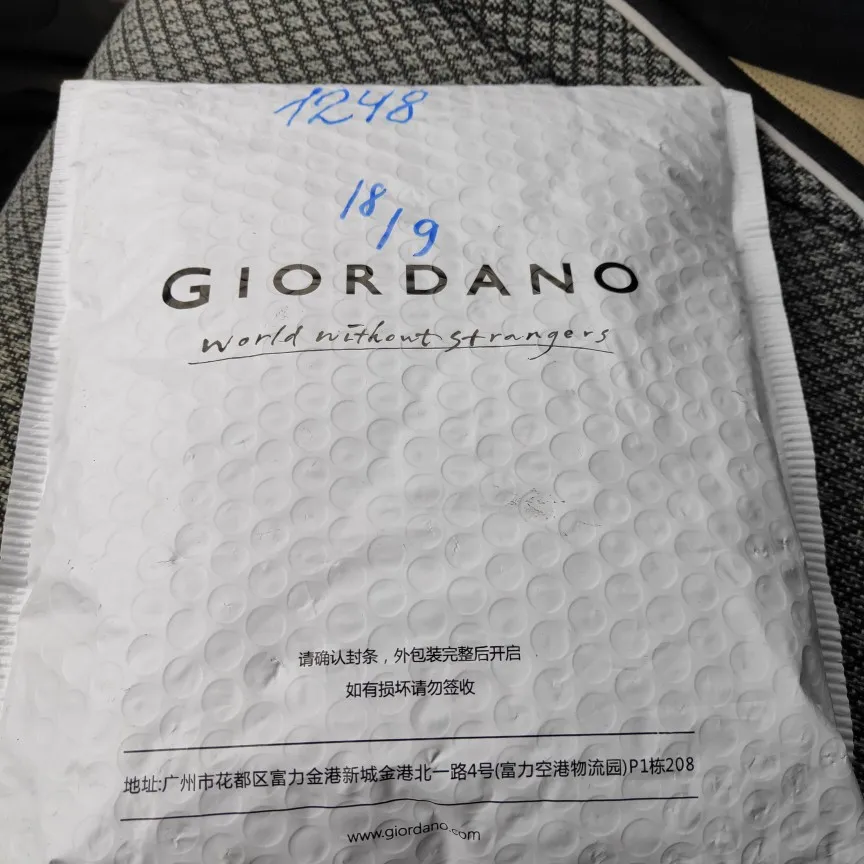 1248
18/9
GIORDANO
World without strangers
请确认封条，外包装完整后开启
如有损坏请勿签收
地址:广州市花都区富力金港新城金港北一路4号(富力空港物流园)P1栋208
www.giordano.com